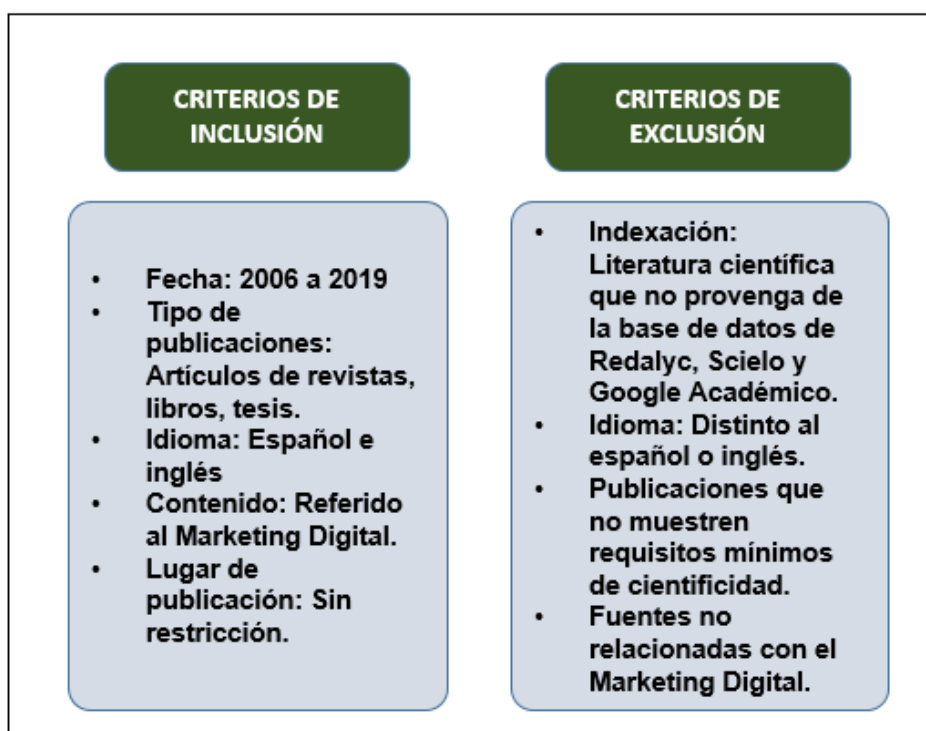 CRITERIOS DE
INCLUSIÓN
• Fecha: 2006 a 2019
• Tipo de
publicaciones:
Artículos de revistas,
libros, tesis.
• Idioma: Español e
inglés
• Contenido: Referido
al Marketing Digital.
• Lugar de
publicación: Sin
restricción.
CRITERIOS DE
EXCLUSIÓN
• Indexación:
Literatura científica
que no provenga de
la base de datos de
Redalyc, Scielo y
Google Académico.
• Idioma: Distinto al
español o inglés.
• Publicaciones que
no muestren
requisitos mínimos
de cientificidad.
• Fuentes no
relacionadas con el
Marketing Digital.